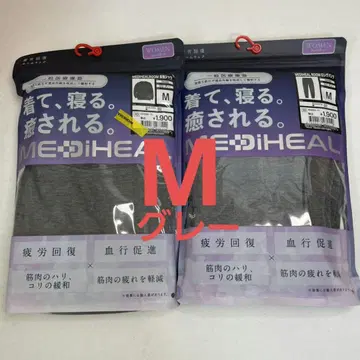 一般医療機器
WOMEN
着て、寝る。
癒される。
MEDiHEAL
M
¥1,900
疲労回復
×
血行促進
筋肉のハリ、
コリの緩和
筋肉の疲れを軽減
WOMEN
着て、寝る。
癒される。
MEDiHEAL
M
¥1,900
疲労回復
×
血行促進
筋肉のハリ、
コリの緩和
筋肉の疲れを軽減
M
グレー